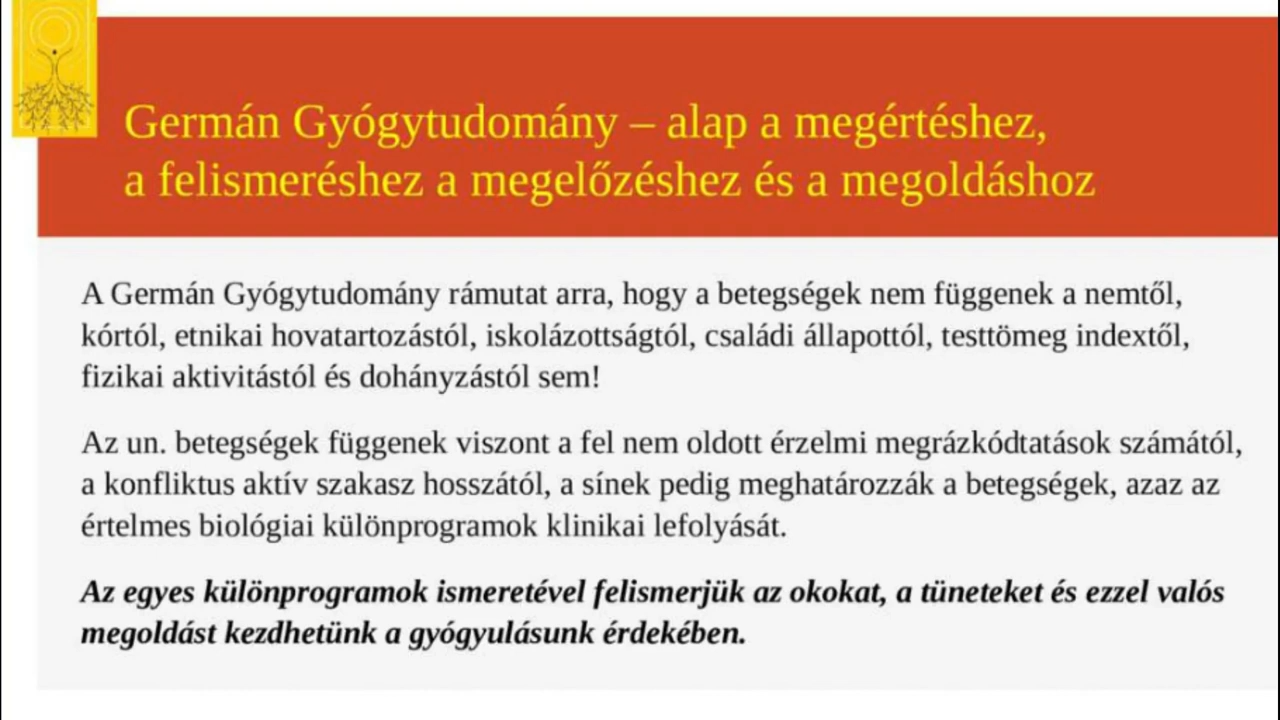 Germán Gyógytudomány – alap a megértéshez,
a felismeréshez a megelőzéshez és a megoldáshoz
A Germán Gyógytudomány rámutat arra, hogy a betegségek nem függenek a nemtől,
kórtól, etnikai hovatartozástól, iskolázottságtól, családi állapottól, testtömeg indextől,
fizikai aktivitástól és dohányzástól sem!
Az un. betegségek függenek viszont a fel nem oldott érzelmi megrázkódtatások számától,
a konfliktus aktív szakasz hosszától, a sínek pedig meghatározzák a betegségek, azaz az
értelmes biológiai különprogramok klinikai lefolyását.
Az egyes különprogramok ismeretével felismerjük az okokat, a tüneteket és ezzel valós
megoldást kezdhetünk a gyógyulásunk érdekében.